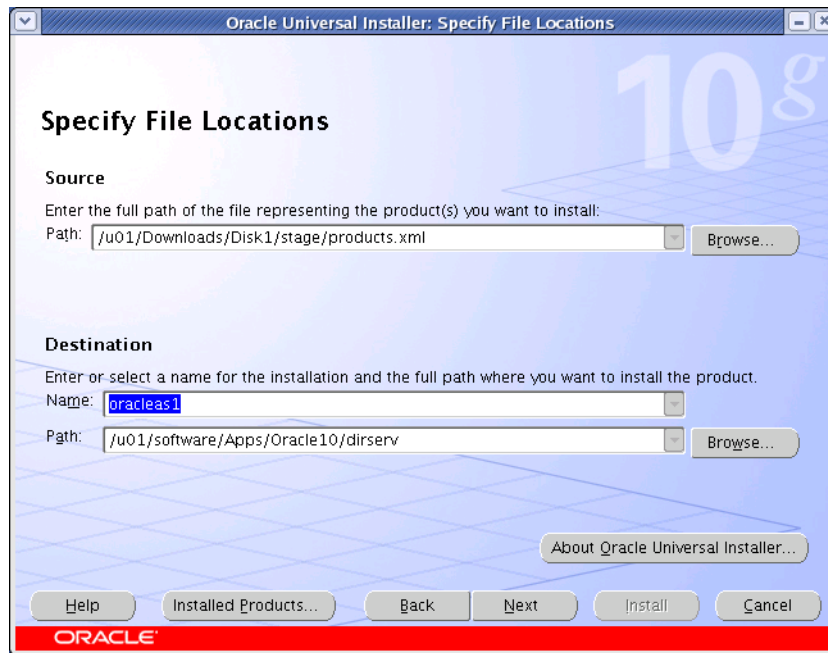 Oracle Universal Installer: Specify File Locations
10g
Specify File Locations
Source
Enter the full path of the file representing the product(s) you want to install:
Path: /u01/Downloads/Disk1/stage/products.xml Browse...
Destination
Enter or select a name for the installation and the full path where you want to install the product.
Name: oracleas1
Path: /u01/software/Apps/Oracle10/dirserv Browse...
About Oracle Universal Installer...
Help Installed Products... Back Next Install Cancel
ORACLE